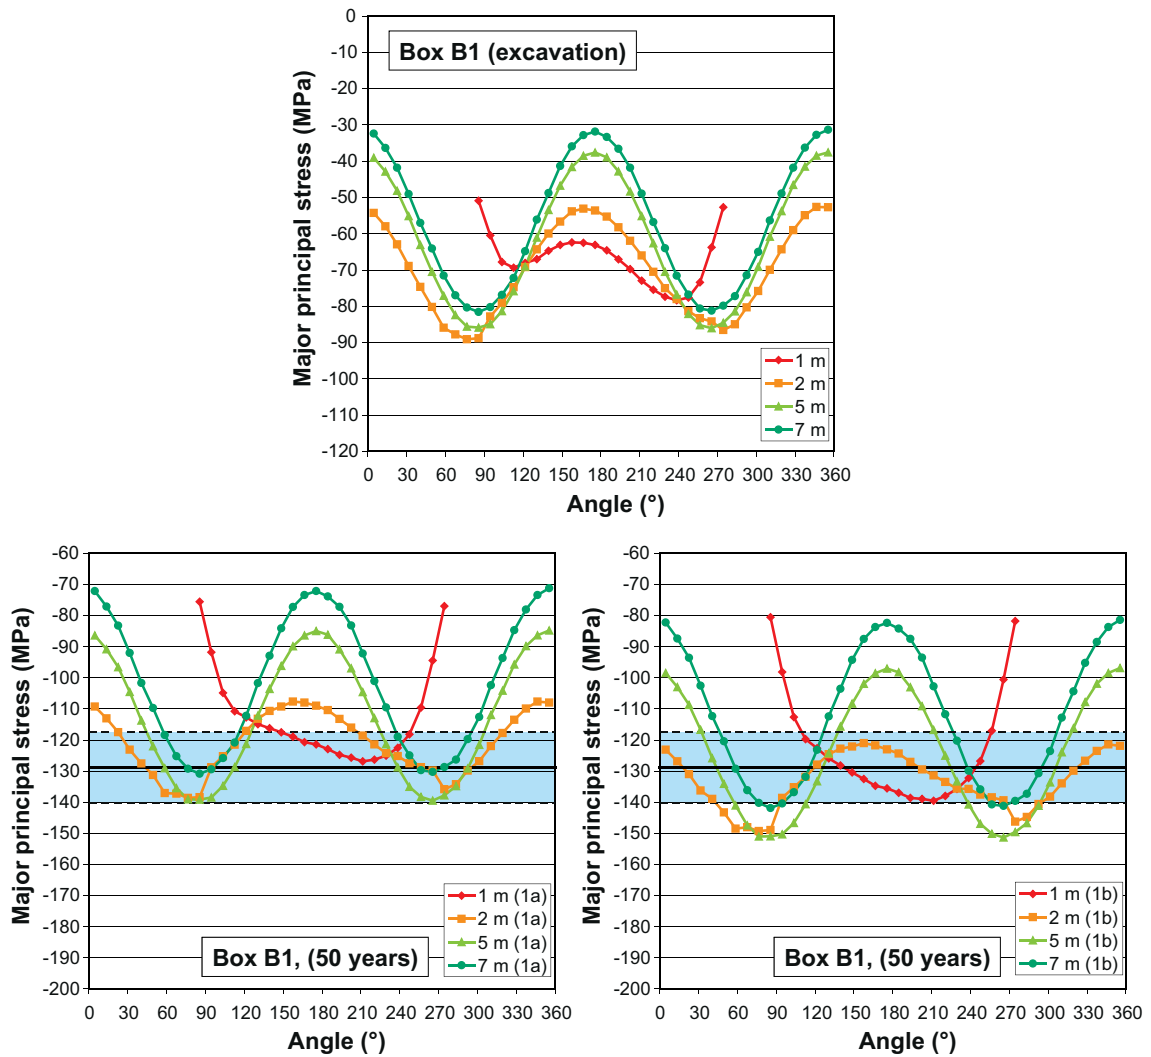 Box B1 (excavation)
Major principal stress (MPa)
0
-10
-20
-30
-40
-50
-60
-70
-80
-90
-100
-110
-120
1 m
2 m
5 m
7 m
0 30 60 90 120 150 180 210 240 270 300 330 360
Angle (°)
Major principal stress (MPa)
-60
-70
-80
-90
-100
-110
-120
-130
-140
-150
-160
-170
-180
-190
-200
1 m (1a)
2 m (1a)
5 m (1a)
7 m (1a)
Box B1, (50 years)
0 30 60 90 120 150 180 210 240 270 300 330 360
Angle (°)
Major principal stress (MPa)
-60
-70
-80
-90
-100
-110
-120
-130
-140
-150
-160
-170
-180
-190
-200
1 m (1b)
2 m (1b)
5 m (1b)
7 m (1b)
Box B1, (50 years)
0 30 60 90 120 150 180 210 240 270 300 330 360
Angle (°)